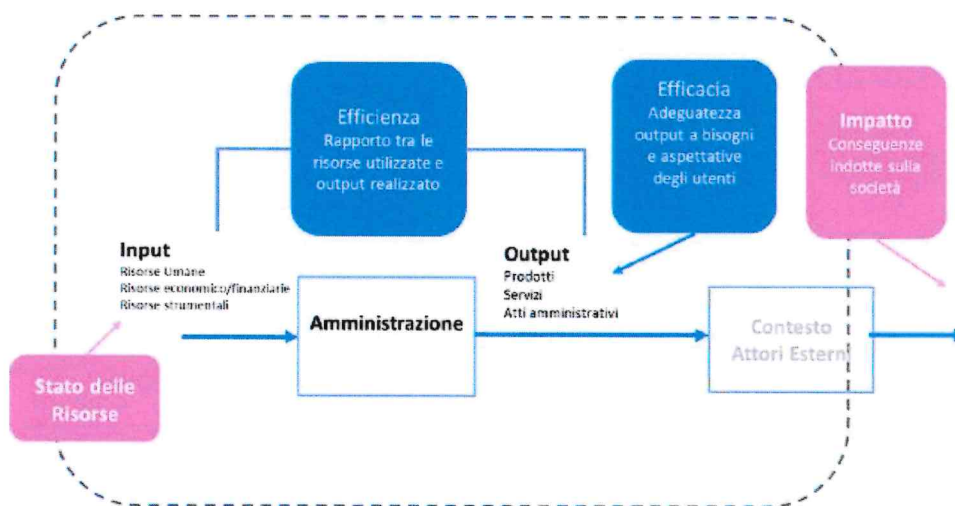 Efficienza
Rapporto tra le
risorse utilizzate e
output realizzato
Efficacia
Adeguatezza
output a bisogni
e aspettative
degli utenti
Impatto
Conseguenze
indotte sulla
società
Input
Risorse Umane
Risorse economico/finanziarie
Risorse strumentali
Output
Prodotti
Servizi
Atti amministrativi
Amministrazione
Contesto
Attori Esterni
Stato delle
Risorse